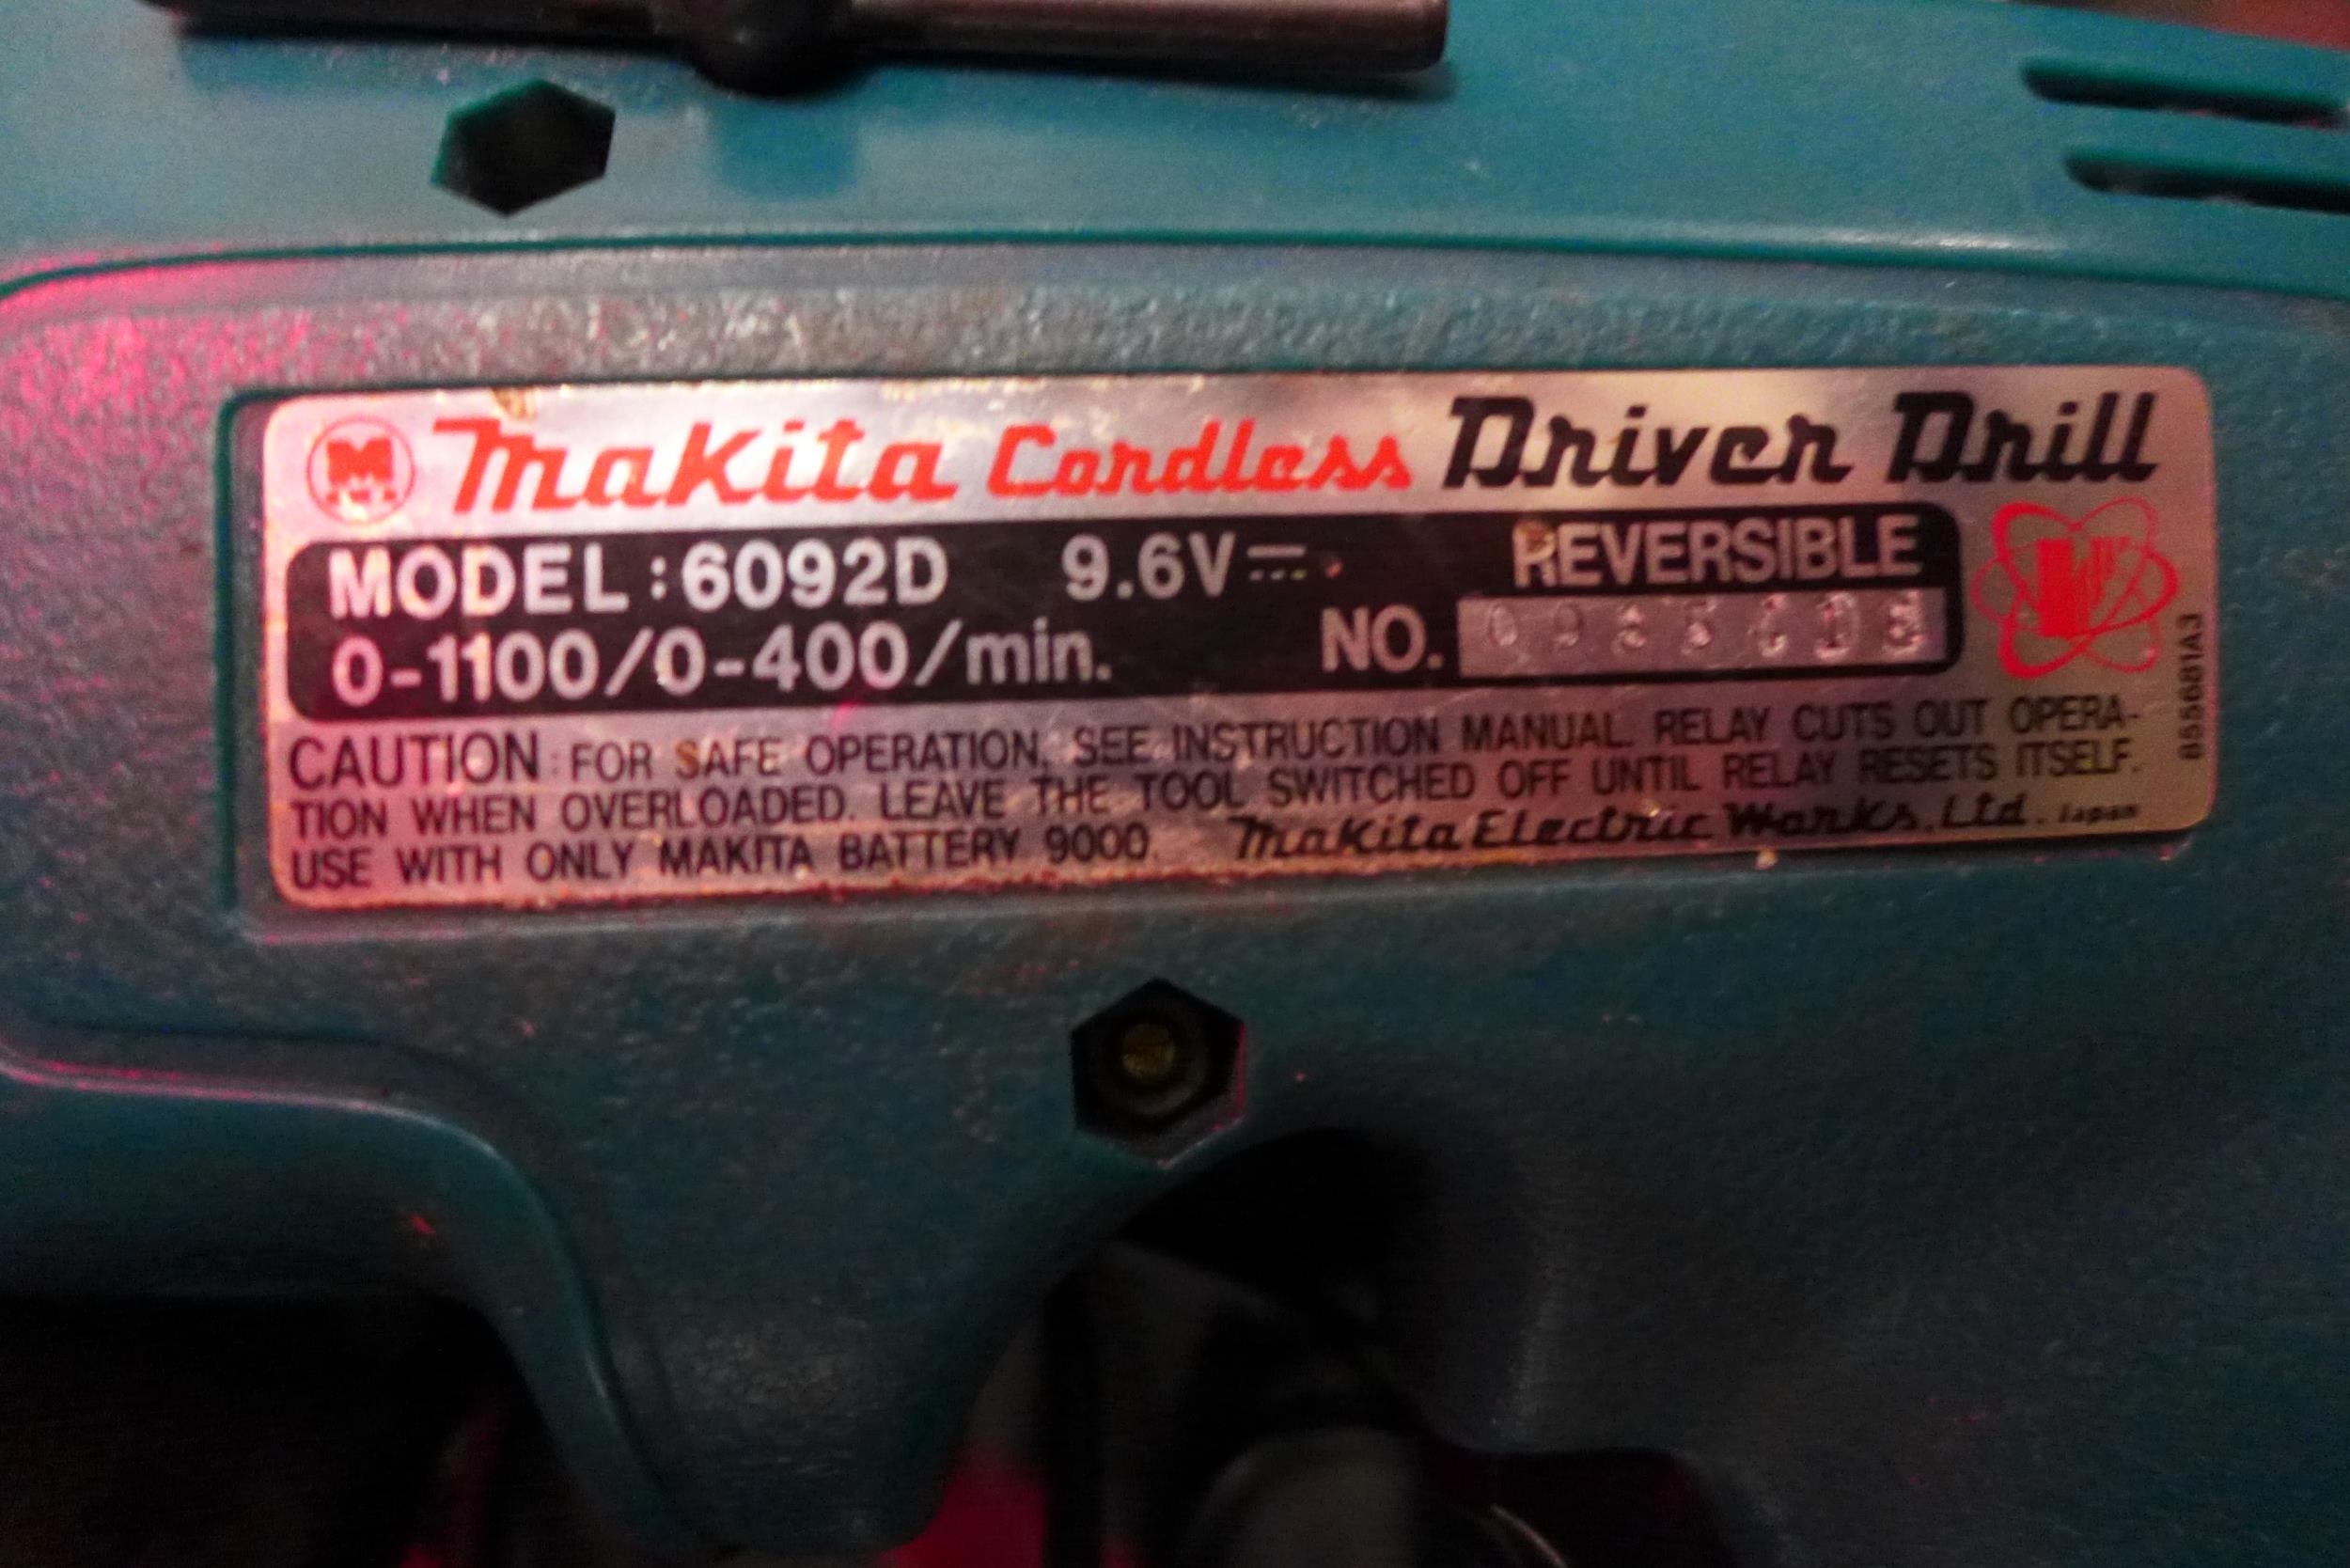 M Makita Cordless Driver Drill
MODEL:6092D 9.6V⎓ REVERSIBLE
0-1100/0-400/min. NO.
CAUTION: FOR SAFE OPERATION, SEE INSTRUCTION MANUAL. RELAY CUTS OUT OPERA-
TION WHEN OVERLOADED. LEAVE THE TOOL SWITCHED OFF UNTIL RELAY RESETS ITSELF.
USE WITH ONLY MAKITA BATTERY 9000. Makita Electric Works, Ltd. Japan
855681A3